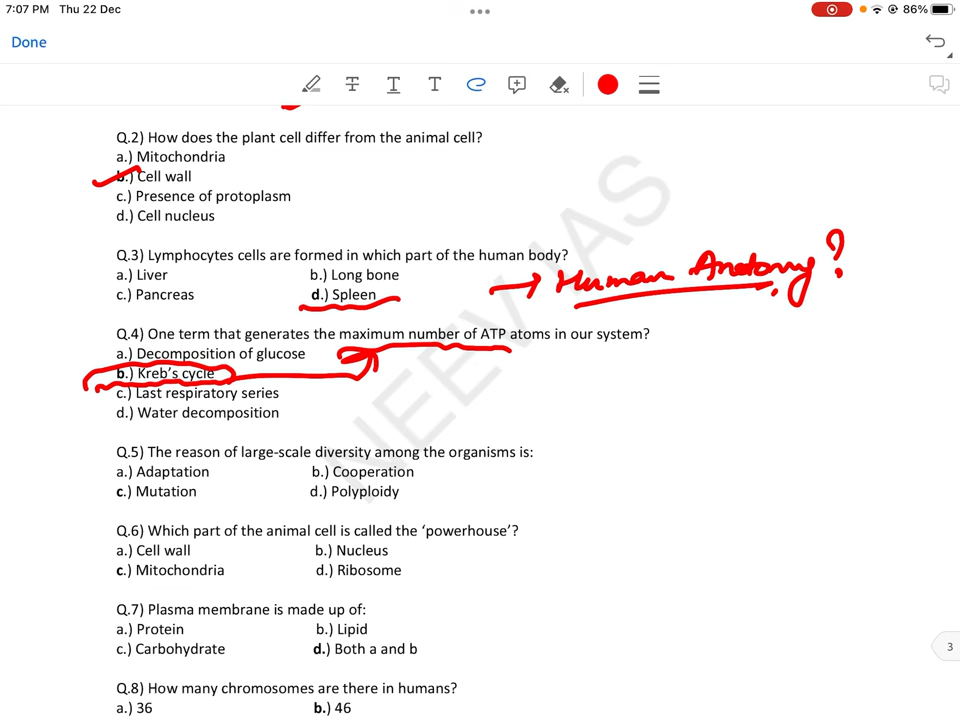 7:07 PM Thu 22 Dec
86%
Done
T T T
Q.2) How does the plant cell differ from the animal cell?
a.) Mitochondria
b.) Cell wall
c.) Presence of protoplasm
d.) Cell nucleus
Q.3) Lymphocytes cells are formed in which part of the human body?
a.) Liver b.) Long bone
c.) Pancreas d.) Spleen
→ Human Anatomy?
Q.4) One term that generates the maximum number of ATP atoms in our system?
a.) Decomposition of glucose
b.) Kreb's cycle
c.) Last respiratory series
d.) Water decomposition
Q.5) The reason of large-scale diversity among the organisms is:
a.) Adaptation b.) Cooperation
c.) Mutation d.) Polyploidy
Q.6) Which part of the animal cell is called the ‘powerhouse’?
a.) Cell wall b.) Nucleus
c.) Mitochondria d.) Ribosome
Q.7) Plasma membrane is made up of:
a.) Protein b.) Lipid
c.) Carbohydrate d.) Both a and b
3
Q.8) How many chromosomes are there in humans?
a.) 36 b.) 46
NEEV IAS